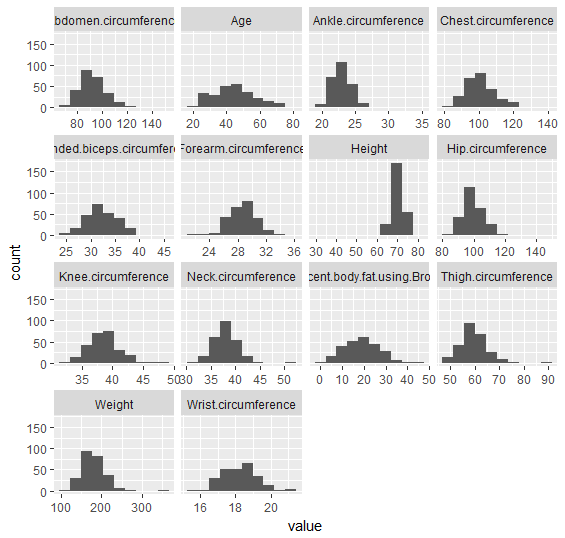 bdomen.circumferenc Age Ankle.circumference Chest.circumference
150
100
50
0
80 100 120 140 20 40 60 80 20 25 30 35 80 100 120 140
nded.biceps.circumfer Forearm.circumference Height Hip.circumference
150
100
50
0
25 30 35 40 45 24 28 32 36 30 40 50 60 70 80 80 100 120 140
count
Knee.circumference Neck.circumference cent.body.fat.using.Bro Thigh.circumference
150
100
50
0
35 40 45 50 30 35 40 45 50 0 10 20 30 40 50 50 60 70 80 90
Weight Wrist.circumference
150
100
50
0
100 200 300 16 18 20
value